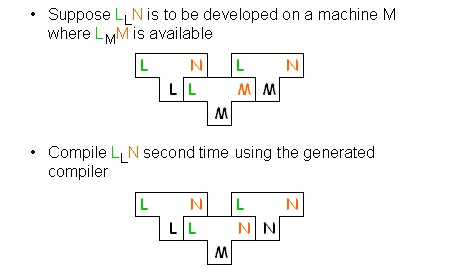 • Suppose LLN is to be developed on a machine M
where LMM is available
L N L N
L L M M
M
• Compile LLN second time using the generated
compiler
L N L N
L L N N
M